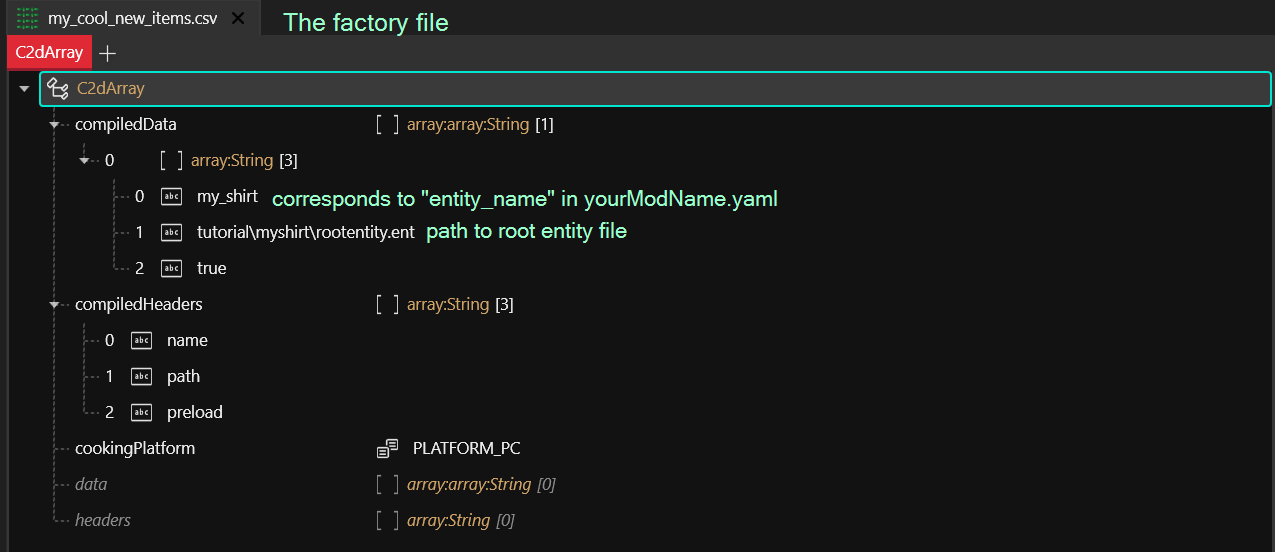 my_cool_new_items.csv
The factory file
C2dArray
C2dArray
compiledData array:array:String [1]
0 array:String [3]
0 abc my_shirt corresponds to "entity_name" in yourModName.yaml
1 abc tutorial\myshirt\rootentity.ent path to root entity file
2 abc true
compiledHeaders array:String [3]
0 abc name
1 abc path
2 abc preload
cookingPlatform PLATFORM_PC
data array:array:String [0]
headers array:String [0]